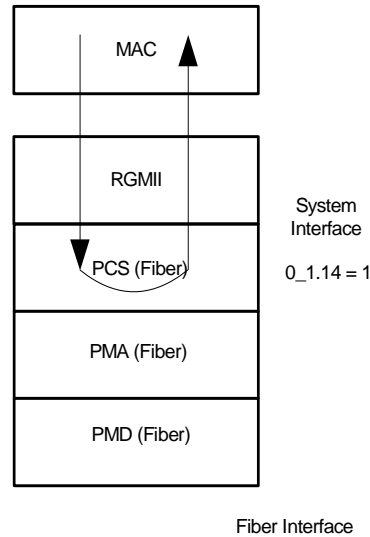 MAC
RGMII
System
Interface
PCS (Fiber)
0_1.14 = 1
PMA (Fiber)
PMD (Fiber)
Fiber Interface